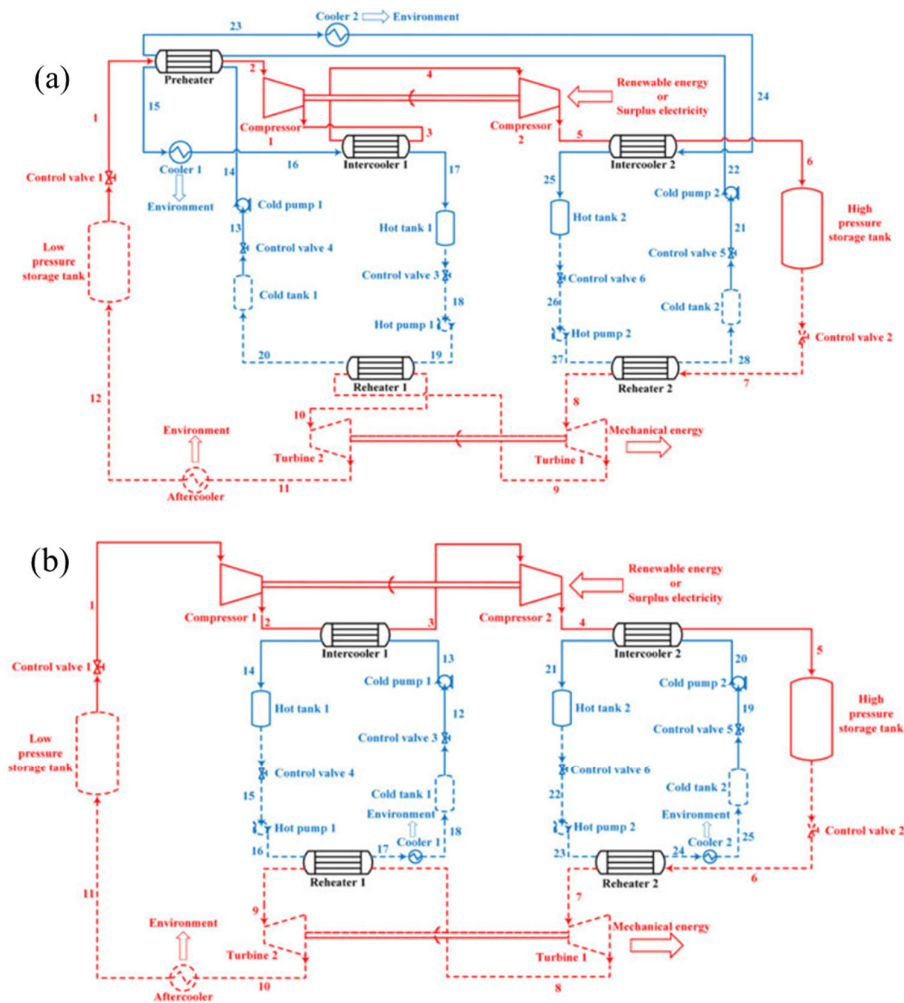 (a)
23
Cooler 2
Environment
Preheater
2
4
Renewable energy
or
Surplus electricity
15
24
1
Compressor
1
3
Compressor
2
5
Cooler 1
16
14
Intercooler 1
17
Intercooler 2
22
6
Control valve 1
Environment
Cold pump 1
25
Cold pump 2
13
Hot tank 1
Hot tank 2
21
High
pressure
storage tank
Low
pressure
storage tank
Control valve 4
Control valve 3
Control valve 6
Control valve 5
Cold tank 1
18
26
Cold tank 2
Hot pump 1
Hot pump 2
Control valve 2
20
19
27
28
Reheater 1
Reheater 2
7
12
8
10
Environment
Mechanical energy
Turbine 2
Turbine 1
11
9
Aftercooler
(b)
1
Renewable energy
or
Surplus electricity
Compressor 1
2
3
Compressor 2
4
Intercooler 1
Intercooler 2
5
14
13
21
20
Control valve 1
Cold pump 1
Cold pump 2
Hot tank 1
12
Hot tank 2
19
High
pressure
storage tank
Low
pressure
storage tank
Control valve 3
Control valve 5
Control valve 4
Control valve 6
Cold tank 1
Cold tank 2
15
22
Environment
Environment
Hot pump 1
18
Hot pump 2
25
Control valve 2
16
17
Cooler 1
23
24
Cooler 2
Reheater 1
Reheater 2
6
11
9
7
Environment
Mechanical energy
Turbine 2
Turbine 1
10
8
Aftercooler